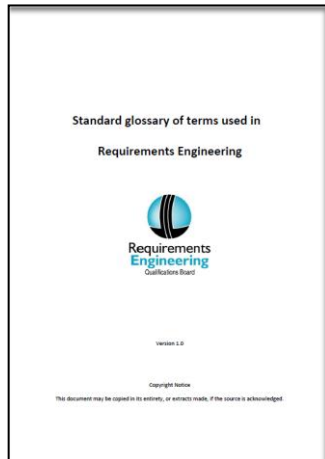 Standard glossary of terms used in
Requirements Engineering
Requirements
Engineering
Qualifications Board
Version 1.0
Copyright Notice
This document may be copied in its entirety, or extracts made, if the source is acknowledged.